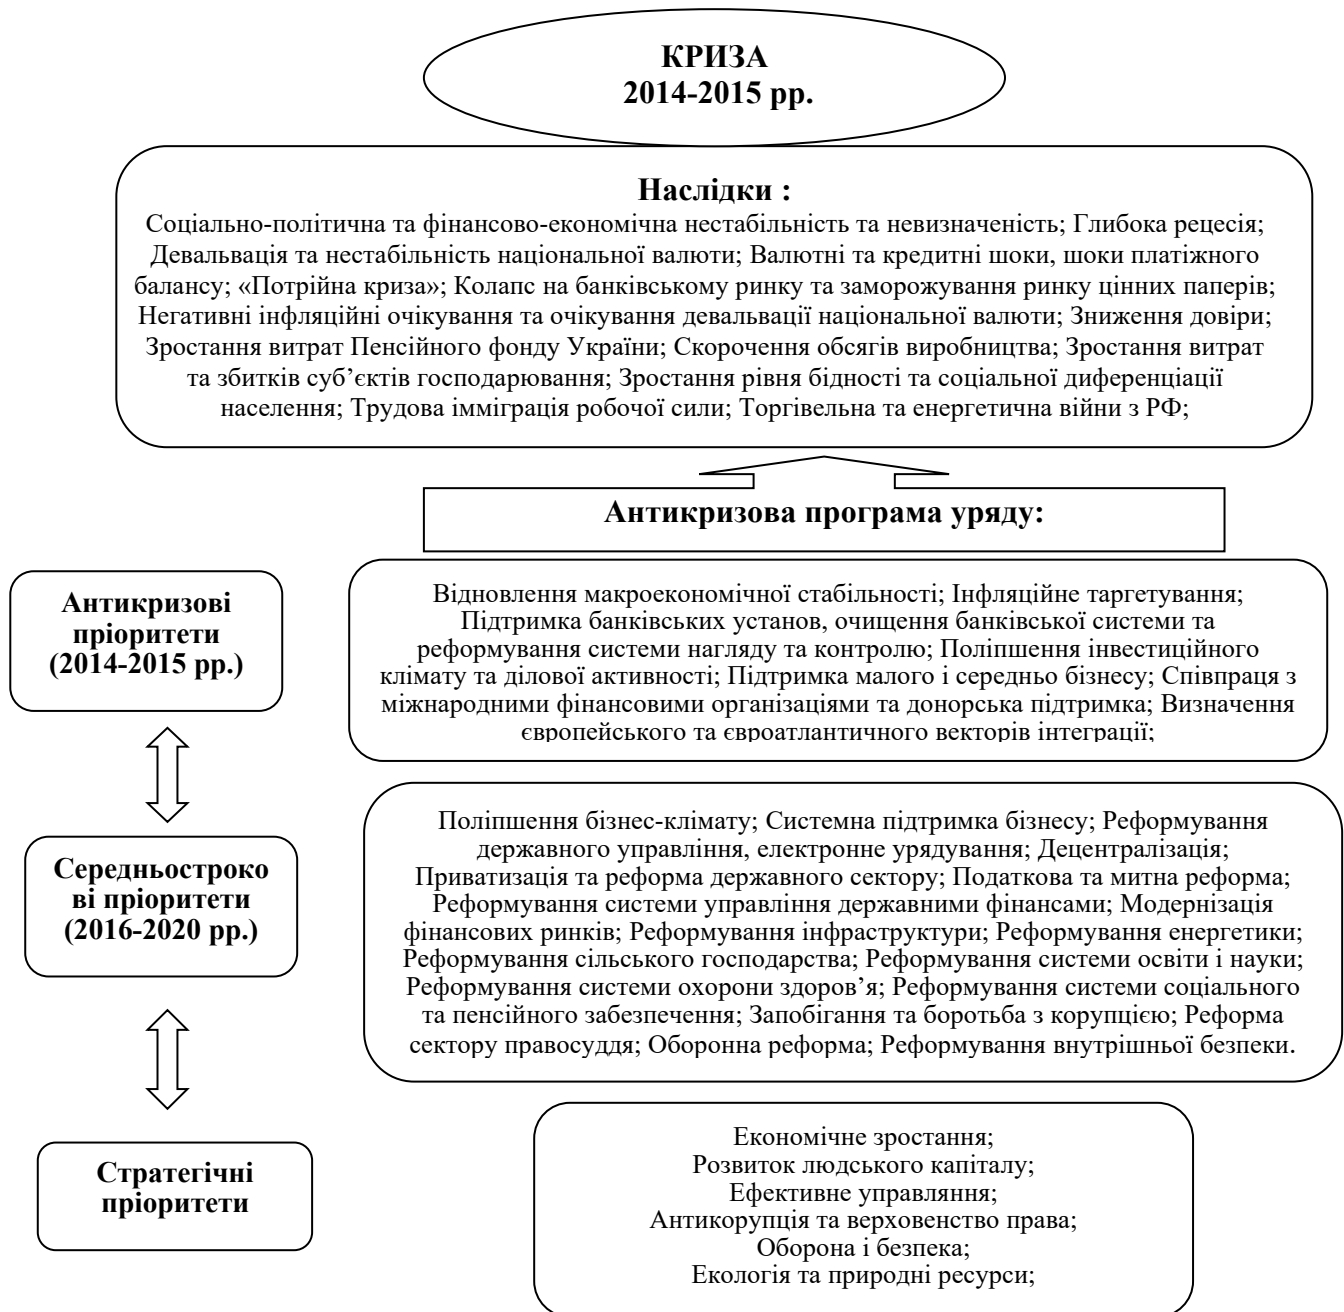 КРИЗА
2014-2015 рр.
Наслідки :
Соціально-політична та фінансово-економічна нестабільність та невизначеність; Глибока рецесія;
Девальвація та нестабільність національної валюти; Валютні та кредитні шоки, шоки платіжного
балансу; «Потрійна криза»; Колапс на банківському ринку та заморожування ринку цінних паперів;
Негативні інфляційні очікування та очікування девальвації національної валюти; Зниження довіри;
Зростання витрат Пенсійного фонду України; Скорочення обсягів виробництва; Зростання витрат
та збитків суб’єктів господарювання; Зростання рівня бідності та соціальної диференціації
населення; Трудова імміграція робочої сили; Торгівельна та енергетична війни з РФ;
Антикризова програма уряду:
Антикризові
пріоритети
(2014-2015 рр.)
Відновлення макроекономічної стабільності; Інфляційне таргетування;
Підтримка банківських установ, очищення банківської системи та
реформування системи нагляду та контролю; Поліпшення інвестиційного
клімату та ділової активності; Підтримка малого і середньо бізнесу; Співпраця з
міжнародними фінансовими організаціями та донорська підтримка; Визначення
європейського та євроатлантичного векторів інтеграції;
Середньостроко
ві пріоритети
(2016-2020 рр.)
Поліпшення бізнес-клімату; Системна підтримка бізнесу; Реформування
державного управління, електронне урядування; Децентралізація;
Приватизація та реформа державного сектору; Податкова та митна реформа;
Реформування системи управління державними фінансами; Модернізація
фінансових ринків; Реформування інфраструктури; Реформування енергетики;
Реформування сільського господарства; Реформування системи освіти і науки;
Реформування системи охорони здоров’я; Реформування системи соціального
та пенсійного забезпечення; Запобігання та боротьба з корупцією; Реформа
сектору правосуддя; Оборонна реформа; Реформування внутрішньої безпеки.
Стратегічні
пріоритети
Економічне зростання;
Розвиток людського капіталу;
Ефективне управляння;
Антикорупція та верховенство права;
Оборона і безпека;
Екологія та природні ресурси;